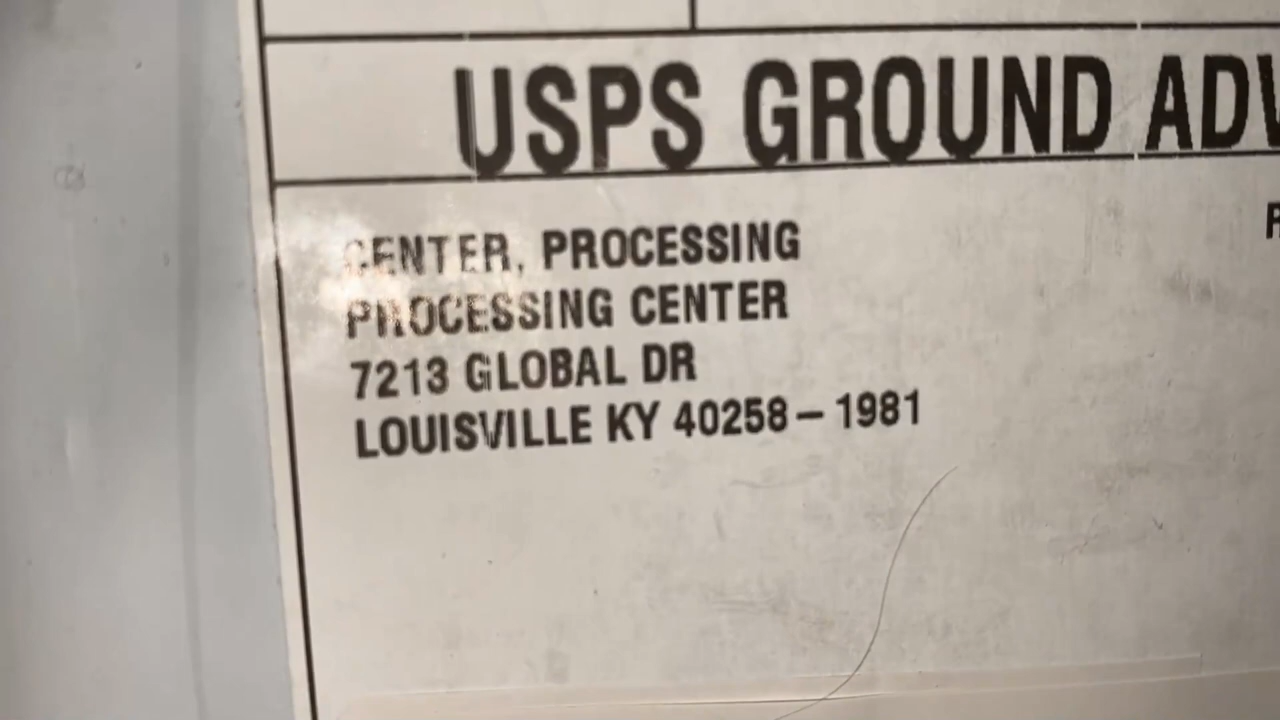 USPS GROUND ADV
CENTER, PROCESSING
PROCESSING CENTER
7213 GLOBAL DR
LOUISVILLE KY 40258-1981